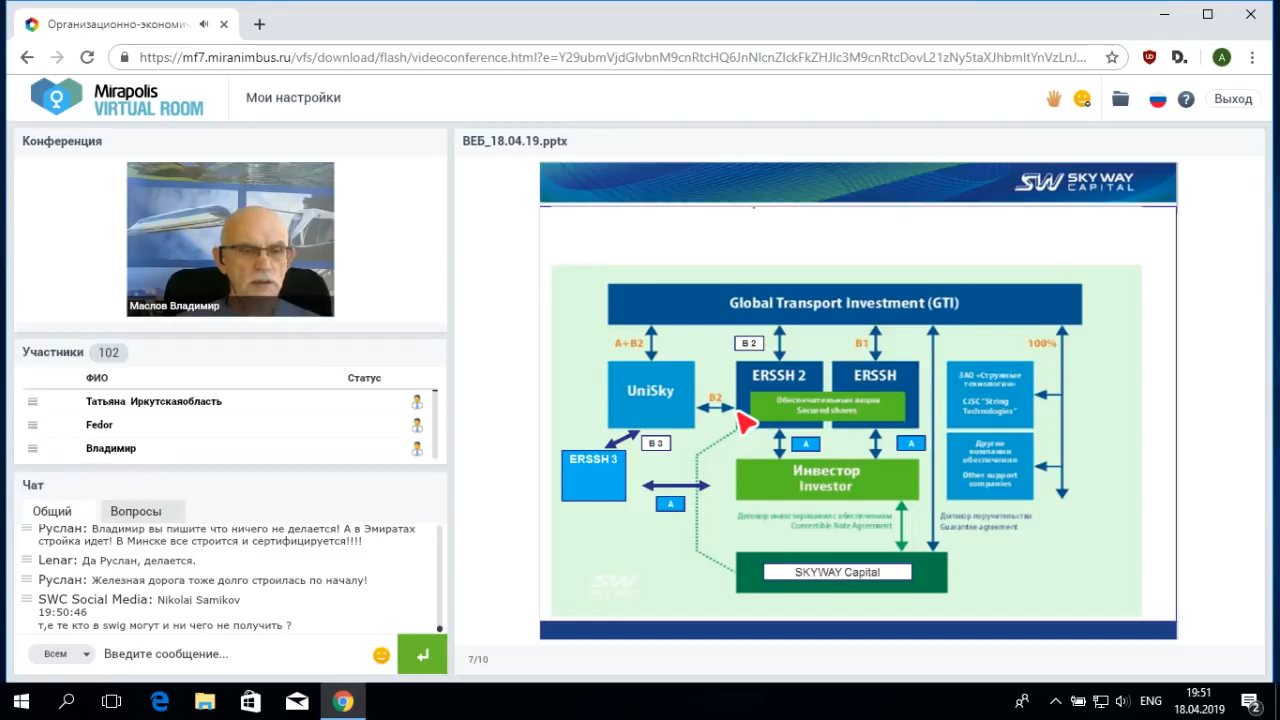 Организационно-экономич
https://mf7.miranimbus.ru/vfs/download/flash/videoconference.html?e=Y29ubmVjdGlvbnM9cnRtcHQ6JnNlcnZlckFkZHJlc3M9cnRtcDovL21zNy5taXJhbmltYnVzLnJ...
Mirapolis
VIRTUAL ROOM
Мои настройки
Выход
Конференция
Маслов Владимир
Участники 102
ФИО Статус
Татьяна Иркутскаяобласть
Fedor
Владимир
Чат
Общий Вопросы
Руслан: Владимир вы пишите что ничего не построили! А в Эмиратах
стройка идет! В Минске все строится и сертифицируется!!!!
Lenar: Да Руслан, делается.
Руслан: Железная дорога тоже долго строилась по началу!
SWC Social Media: Nikolai Samikov
19:50:46
т,е те кто в swig могут и ни чего не получить ?
Всем Введите сообщение...
ВЕБ_18.04.19.pptx
SW SKY WAY
CAPITAL
Global Transport Investment (GTI)
A+B2
B 2
B1
100%
UniSky
B2
ERSSH 2
ERSSH
Обеспечительные акции
Secured shares
ЗАО «Струнные
технологии»
CJSC "String
Technologies"
B 3
A
A
ERSSH 3
A
Инвестор
Investor
Другие
компании
обеспечения
Other support
companies
Договор инвестирования с обеспечением
Convertible Note Agreement
Договор поручительства
Guarantee agreement
SKYWAY Capital
SW
7/10
ENG
19:51
18.04.2019
2